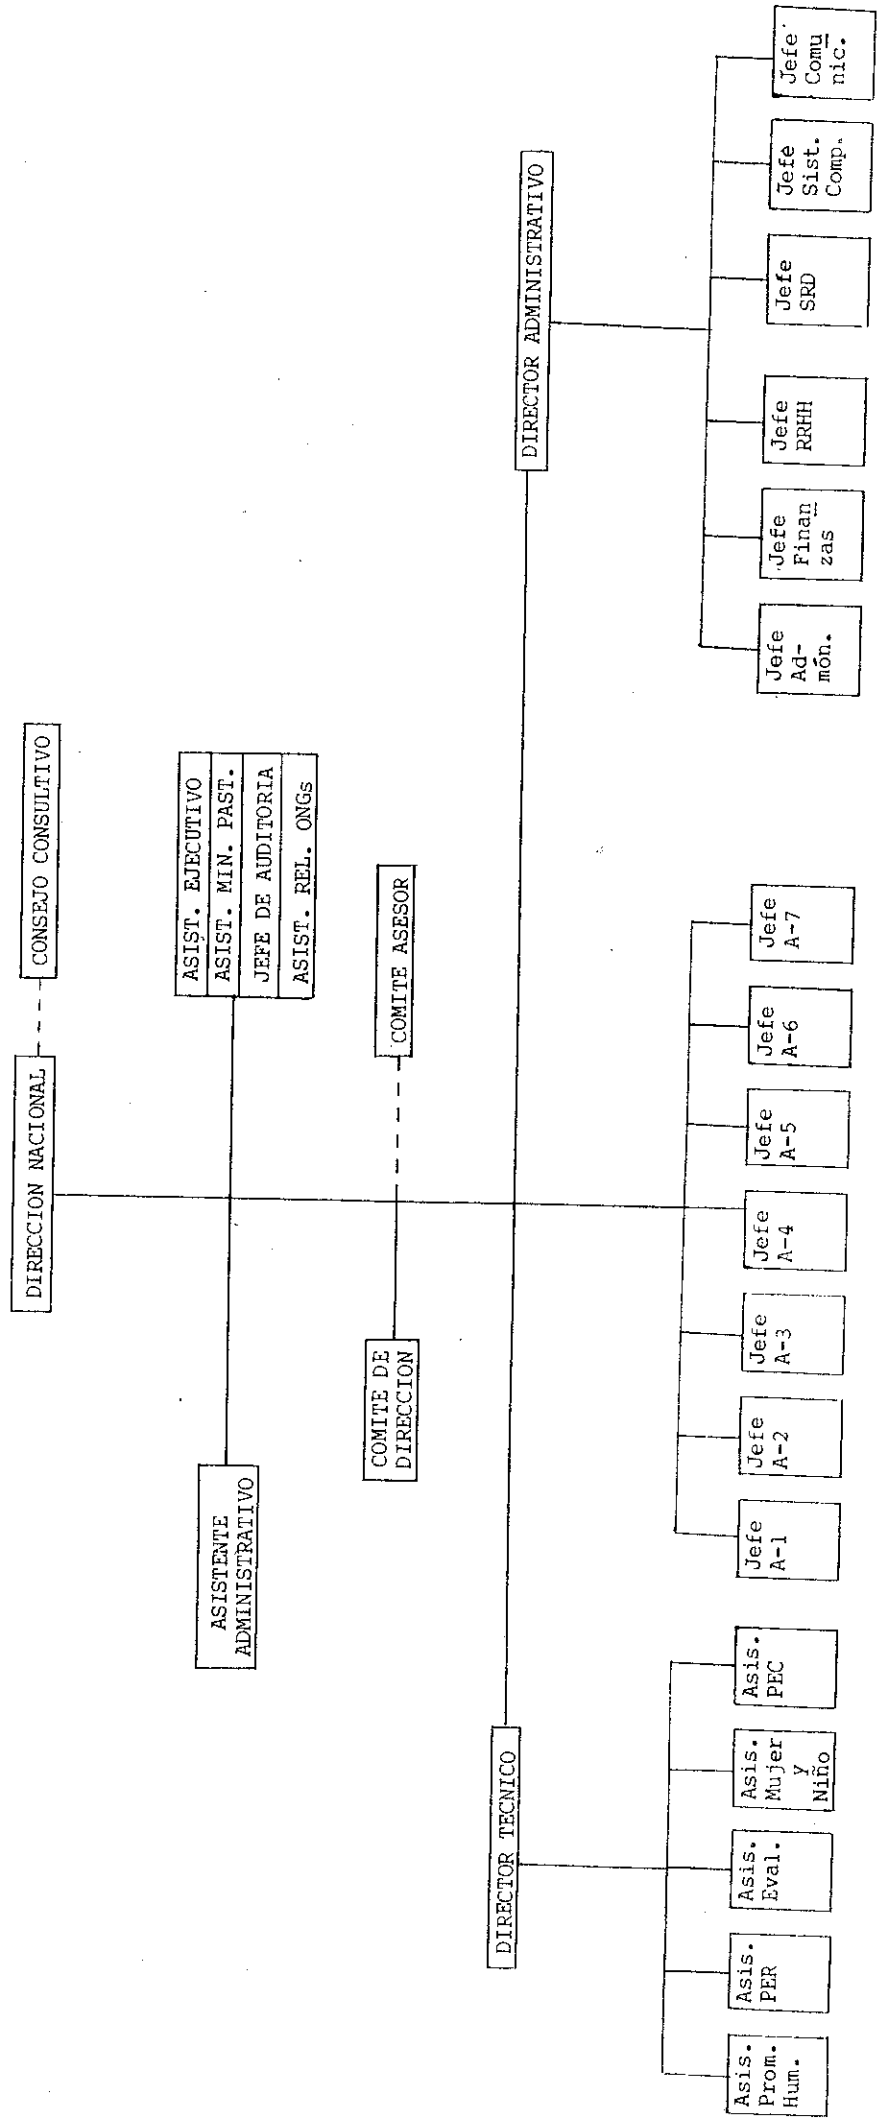 DIRECCION NACIONAL
CONSEJO CONSULTIVO
ASISTENTE
ADMINISTRATIVO
ASIST. EJECUTIVO
ASIST. MIN. PAST.
JEFE DE AUDITORIA
ASIST. REL. ONGs
COMITE DE
DIRECCION
COMITE ASESOR
DIRECTOR TECNICO
DIRECTOR ADMINISTRATIVO
Asis.
Prom.
Hum.
Asis.
PER
Asis.
Eval.
Asis.
Mujer
y
Niño
Asis.
PEC
Jefe
A-1
Jefe
A-2
Jefe
A-3
Jefe
A-4
Jefe
A-5
Jefe
A-6
Jefe
A-7
Jefe
Ad-
món.
Jefe
Finan
zas
Jefe
RRHH
Jefe
SRD
Jefe
Sist.
Comp.
Jefe
Comu
nic.